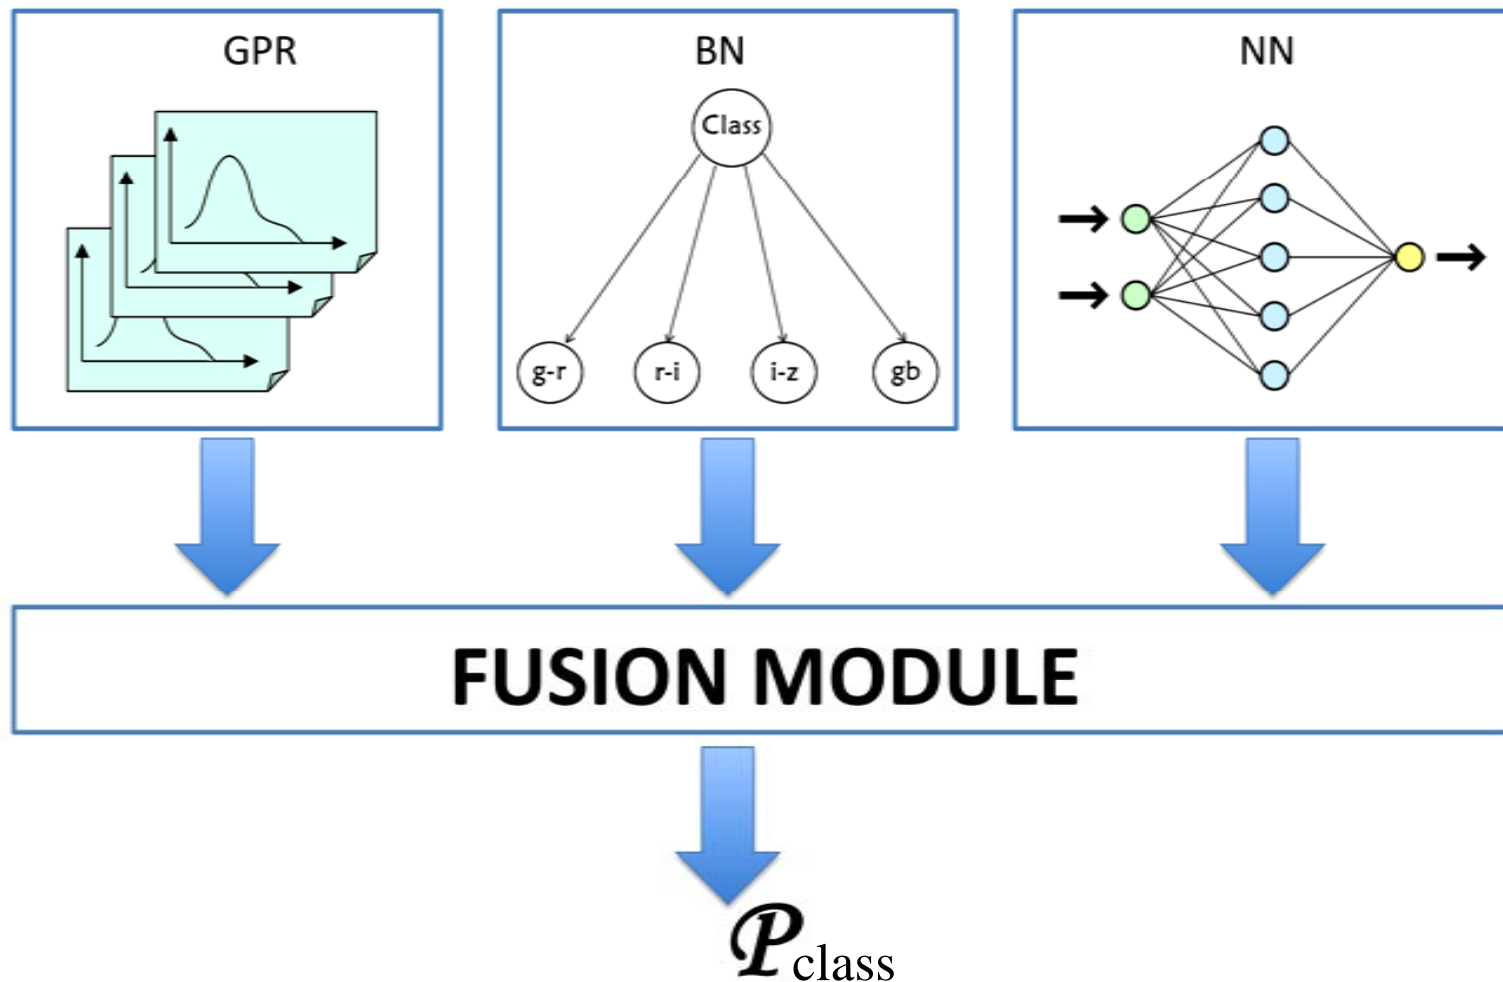 GPR
BN
NN
Class
g-r
r-i
i-z
gb
FUSION MODULE
𝓟class